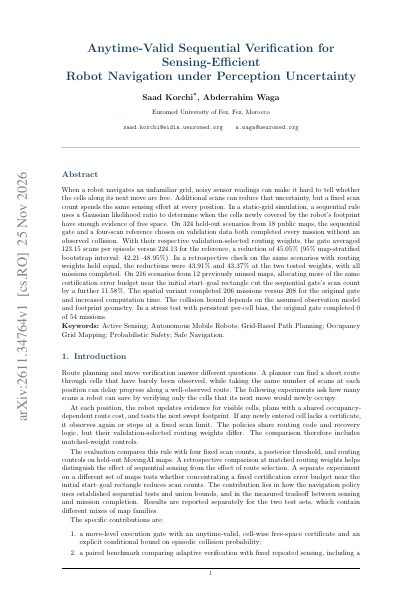 Anytime-Valid Sequential Verification for
Sensing-Efficient
Robot Navigation under Perception Uncertainty
Saad Korchi*, Abderrahim Waga
Euromed University of Fez, Fez, Morocco
saad.korchi@eidia.ueuromed.org a.waga@ueuromed.org
Abstract
When a robot navigates an unfamiliar grid, noisy sensor readings can make it hard to tell whether
the cells along its next move are free. Additional scans can reduce that uncertainty, but a fixed scan
count spends the same sensing effort at every position. In a static-grid simulation, a sequential rule
uses a Gaussian likelihood ratio to determine when the cells newly covered by the robot's footprint
have enough evidence of free space. On 324 held-out scenarios from 18 public maps, the sequential
gate and a four-scan reference chosen on validation data both completed every mission without an
observed collision. With their respective validation-selected routing weights, the gate averaged
123.15 scans per episode versus 224.13 for the reference, a reduction of 45.05% (95% map-stratified
bootstrap interval: 42.21–48.95%). In a retrospective check on the same scenarios with routing
weights held equal, the reductions were 43.91% and 43.37% at the two tested weights, with all
missions completed. On 216 scenarios from 12 previously unused maps, allocating more of the same
certification error budget near the initial start–goal rectangle cut the sequential gate's scan count
by a further 11.58%. The spatial variant completed 206 missions versus 208 for the original gate
and increased computation time. The collision bound depends on the assumed observation model
and footprint geometry. In a stress test with persistent per-cell bias, the original gate completed 0
of 54 missions.
Keywords: Active Sensing; Autonomous Mobile Robots; Grid-Based Path Planning; Occupancy
Grid Mapping; Probabilistic Safety; Safe Navigation.
1. Introduction
Route planning and move verification answer different questions. A planner can find a short
route through cells that have barely been observed, while taking the same number of scans at each
position can delay progress along a well-observed route. The following experiments ask how many
scans a robot can save by verifying only the cells that its next move would newly occupy.
At each position, the robot updates evidence for visible cells, plans with a shared occupancy-
dependent route cost, and tests the next swept footprint. If any newly entered cell lacks a certificate,
it observes again or stops at a fixed scan limit. The policies share routing code and recovery
logic, but their validation-selected routing weights differ. The comparison therefore includes
matched-weight controls.
The evaluation compares this rule with four fixed scan counts, a posterior threshold, and
routing controls on held-out MovingAI maps. A retrospective comparison at matched routing weights helps
distinguish the effect of sequential sensing from the effect of route selection. A separate experiment
on a different set of maps tests whether concentrating a fixed certification error budget near the
initial start–goal rectangle reduces scan counts. The contribution lies in how the navigation policy
uses established sequential tests and union bounds, and in the measured tradeoff between sensing
and mission completion. Results are reported separately for the two test sets, which contain
different mixes of map families.
The specific contributions are:
1. a move-level execution gate with an anytime-valid, cell-wise free-space certificate and an
explicit conditional bound on episodic collision probability;
2. a paired benchmark comparing adaptive verification with fixed repeated sensing, including a
1
arXiv:2611.34764v1 [cs.RO] 25 Nov 2026